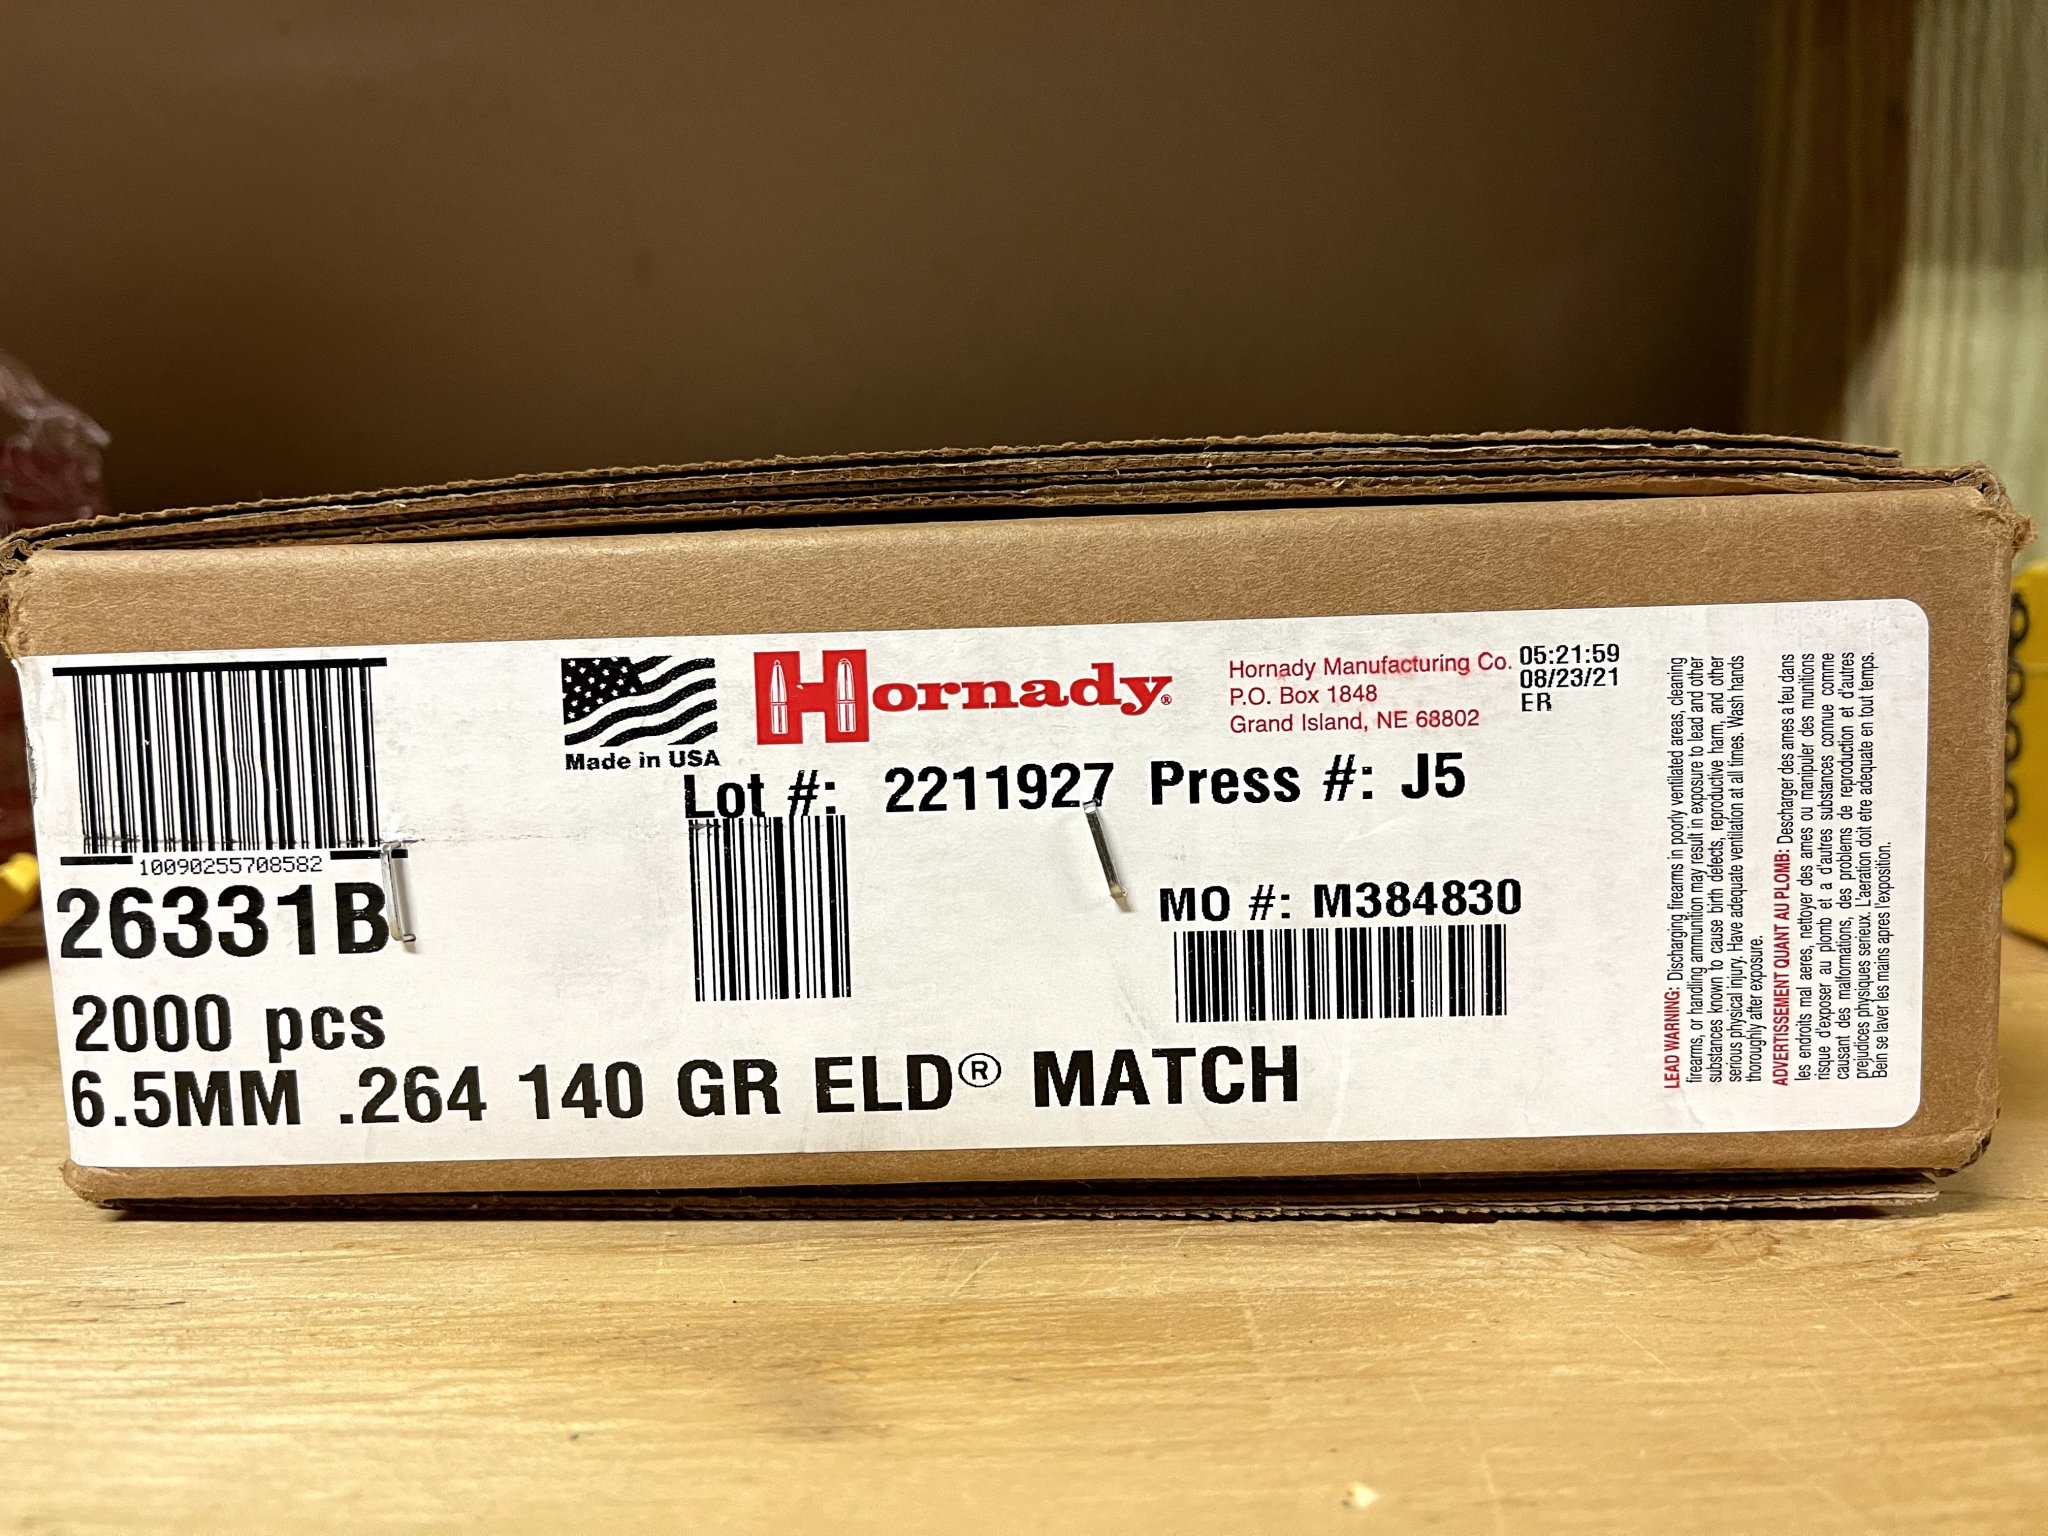 10090255708582
26331B
2000 pcs
6.5MM .264 140 GR ELD® MATCH
Made in USA
Hornady®
Lot #: 2211927 Press #: J5
MO #: M384830
Hornady Manufacturing Co.
P.O. Box 1848
Grand Island, NE 68802
05:21:59
08/23/21
ER
LEAD WARNING: Discharging firearms in poorly ventilated areas, cleaning
firearms, or handling ammunition may result in exposure to lead and other
substances known to cause birth defects, reproductive harm, and other
serious physical injury. Have adequate ventilation at all times. Wash hands
thoroughly after exposure.
ADVERTISSEMENT QUANT AU PLOMB: Descharger des ames a feu dans
les endroits mal aeres, nettoyer des ames ou manipuler des munitions
risque d'exposer au plomb et a d'autres substances connue comme
causant des malformations, des problems de reproduction et d'autres
prejudices physiques serieux. L'aeration doit etre adequate en tout temps.
Bein se laver les mains apres l'exposition.